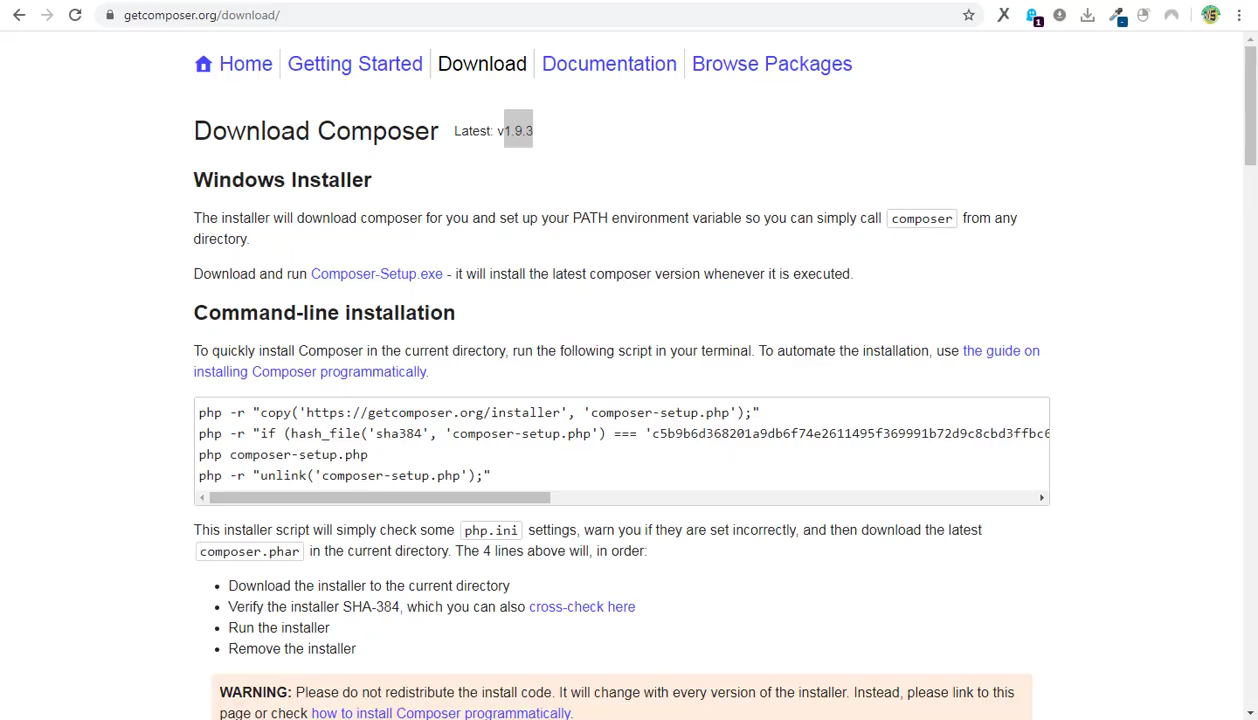 getcomposer.org/download/
1
Home Getting Started Download Documentation Browse Packages
Download Composer Latest: v1.9.3
Windows Installer
The installer will download composer for you and set up your PATH environment variable so you can simply call composer from any
directory.
Download and run Composer-Setup.exe - it will install the latest composer version whenever it is executed.
Command-line installation
To quickly install Composer in the current directory, run the following script in your terminal. To automate the installation, use the guide on
installing Composer programmatically.
php -r "copy('https://getcomposer.org/installer', 'composer-setup.php');"
php -r "if (hash_file('sha384', 'composer-setup.php') === 'c5b9b6d368201a9db6f74e2611495f369991b72d9c8cbd3ffbc6
php composer-setup.php
php -r "unlink('composer-setup.php');"
This installer script will simply check some php.ini settings, warn you if they are set incorrectly, and then download the latest
composer.phar in the current directory. The 4 lines above will, in order:
• Download the installer to the current directory
• Verify the installer SHA-384, which you can also cross-check here
• Run the installer
• Remove the installer
WARNING: Please do not redistribute the install code. It will change with every version of the installer. Instead, please link to this
page or check how to install Composer programmatically.